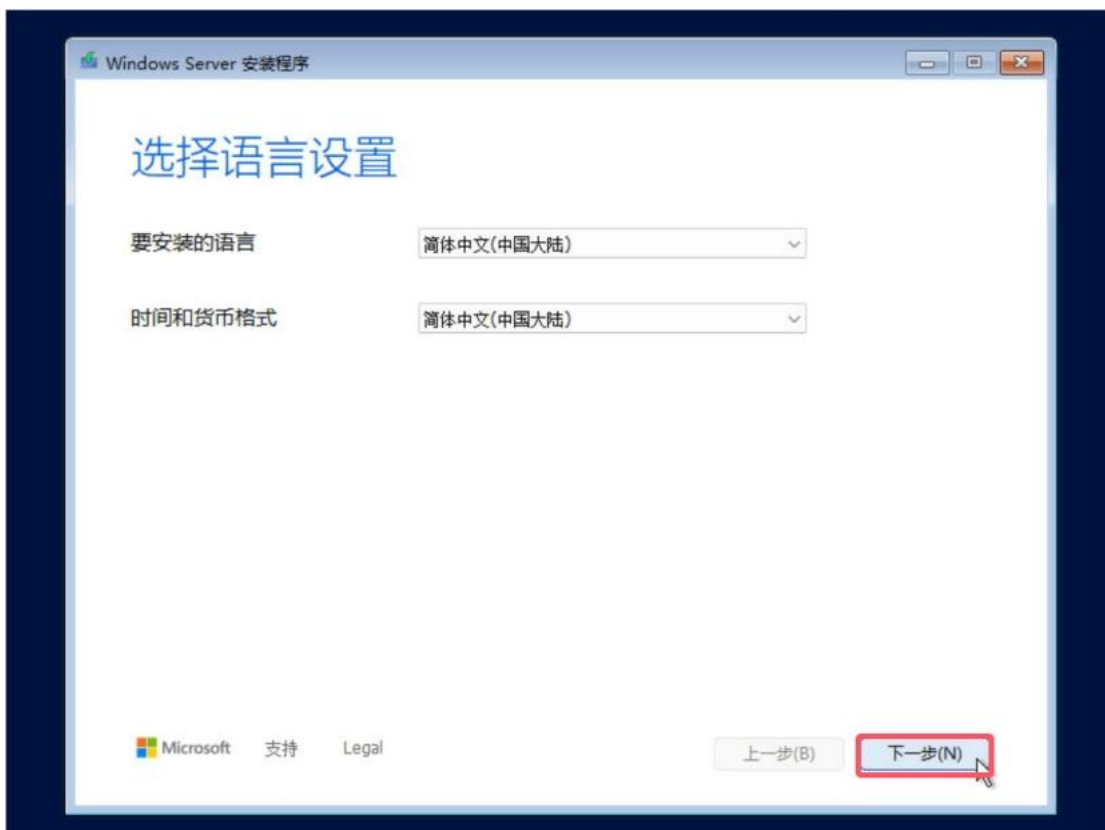 Windows Server 安装程序
选择语言设置
要安装的语言
简体中文(中国大陆)
时间和货币格式
简体中文(中国大陆)
Microsoft 支持 Legal
上一步(B) 下一步(N)